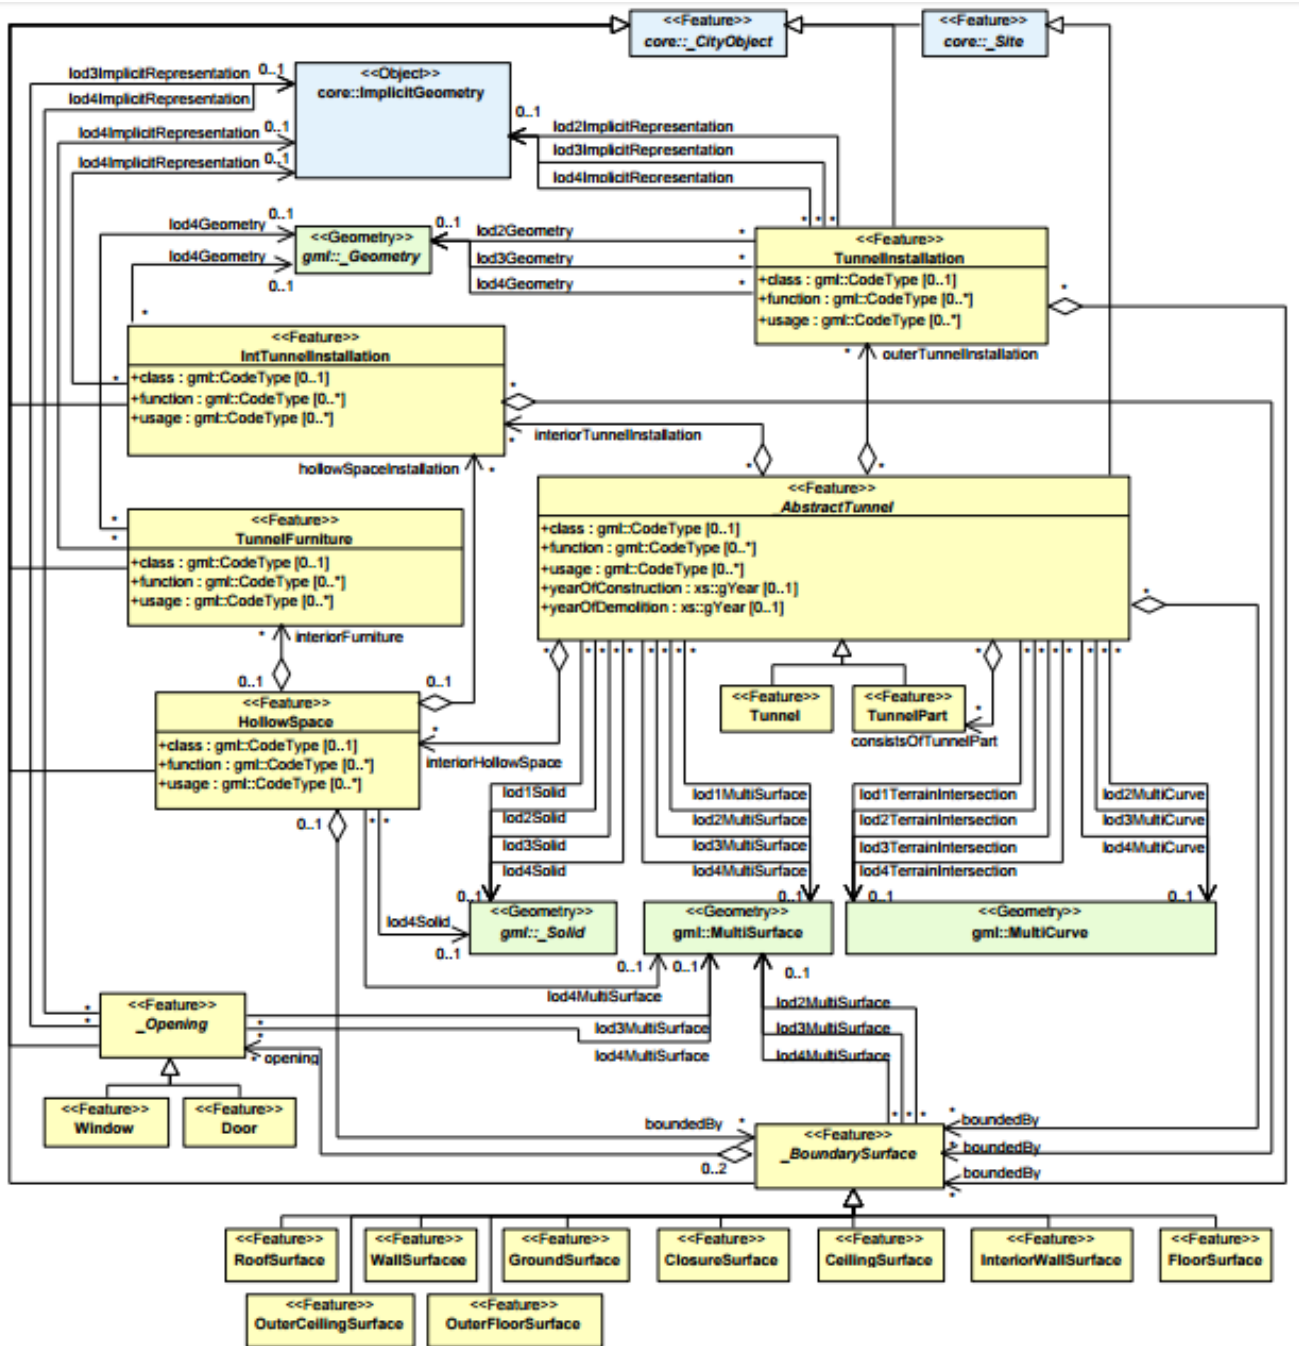 <<Feature>>
core::_CityObject
<<Feature>>
core::_Site
<<Object>>
core::ImplicitGeometry
lod3ImplicitRepresentation 0..1
lod4ImplicitRepresentation
lod4ImplicitRepresentation 0..1
lod4ImplicitRepresentation 0..1
0..1
lod2ImplicitRepresentation
lod3ImplicitRepresentation
lod4ImplicitRepresentation
* * *
lod4Geometry 0..1
lod4Geometry
0..1
<<Geometry>>
gml::_Geometry
0..1
lod2Geometry *
lod3Geometry *
lod4Geometry *
<<Feature>>
TunnelInstallation
+class : gml::CodeType [0..1]
+function : gml::CodeType [0..*]
+usage : gml::CodeType [0..*]
*
* outerTunnelInstallation
*
<<Feature>>
IntTunnelInstallation
+class : gml::CodeType [0..1]
+function : gml::CodeType [0..*]
+usage : gml::CodeType [0..*]
*
*
*
interiorTunnelInstallation
*
* *
hollowSpaceInstallation *
<<Feature>>
_AbstractTunnel
+class : gml::CodeType [0..1]
+function : gml::CodeType [0..*]
+usage : gml::CodeType [0..*]
+yearOfConstruction : xs::gYear [0..1]
+yearOfDemolition : xs::gYear [0..1]
*
<<Feature>>
TunnelFurniture
+class : gml::CodeType [0..1]
+function : gml::CodeType [0..*]
+usage : gml::CodeType [0..*]
*
*
* interiorFurniture
0..1
0..1
<<Feature>>
HollowSpace
+class : gml::CodeType [0..1]
+function : gml::CodeType [0..*]
+usage : gml::CodeType [0..*]
* * * * * * * * * * * * * * * * *
<<Feature>>
Tunnel
<<Feature>>
TunnelPart
*
consistsOfTunnelPart
*
interiorHollowSpace
0..1 * *
lod1Solid
lod2Solid
lod3Solid
lod4Solid
0..1
lod1MultiSurface
lod2MultiSurface
lod3MultiSurface
lod4MultiSurface
0..1
lod1TerrainIntersection
lod2TerrainIntersection
lod3TerrainIntersection
lod4TerrainIntersection
0..1
lod2MultiCurve
lod3MultiCurve
lod4MultiCurve
0..1
lod4Solid
0..1
<<Geometry>>
gml::_Solid
<<Geometry>>
gml::MultiSurface
<<Geometry>>
gml::MultiCurve
0..1 0..1 0..1
lod4MultiSurface
<<Feature>>
_Opening
*
*
*
*
lod3MultiSurface
lod4MultiSurface
lod2MultiSurface
lod3MultiSurface
lod4MultiSurface
* * *
* opening
<<Feature>>
Window
<<Feature>>
Door
boundedBy *
0..2
<<Feature>>
_BoundarySurface
* boundedBy
* boundedBy
boundedBy
*
<<Feature>>
RoofSurface
<<Feature>>
WallSurfacee
<<Feature>>
GroundSurface
<<Feature>>
ClosureSurface
<<Feature>>
CeilingSurface
<<Feature>>
InteriorWallSurface
<<Feature>>
FloorSurface
<<Feature>>
OuterCeilingSurface
<<Feature>>
OuterFloorSurface